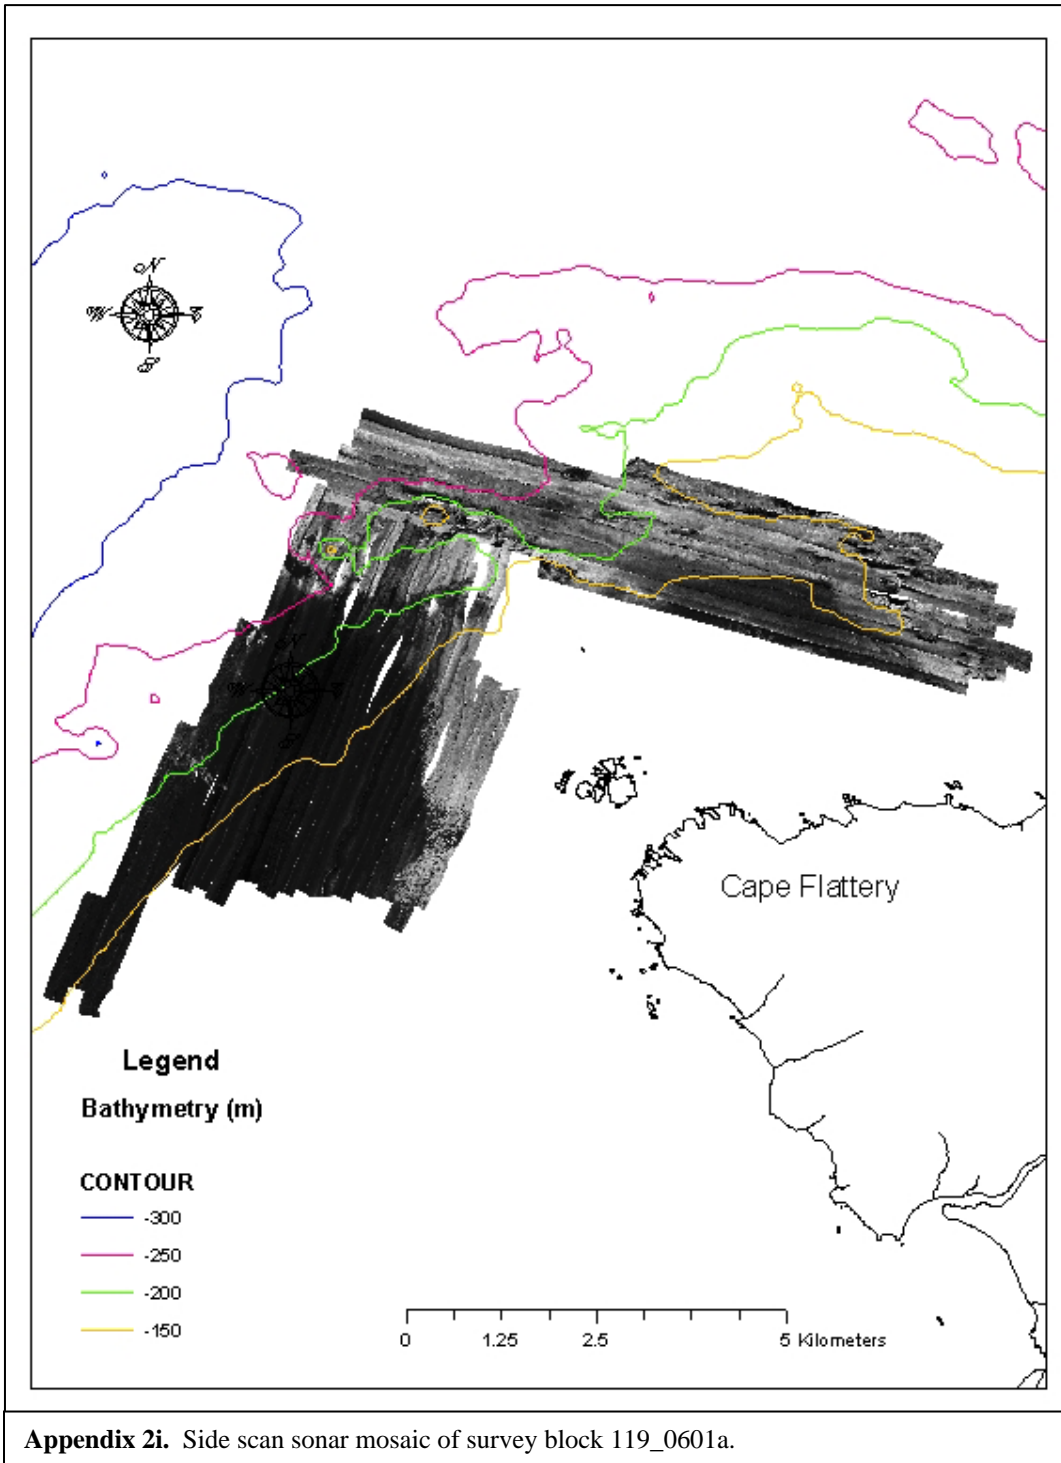 N
W
E
S
N
W
E
S
Cape Flattery
Legend
Bathymetry (m)
CONTOUR
-300
-250
-200
-150
0 1.25 2.5 5 Kilometers
Appendix 2i. Side scan sonar mosaic of survey block 119_0601a.